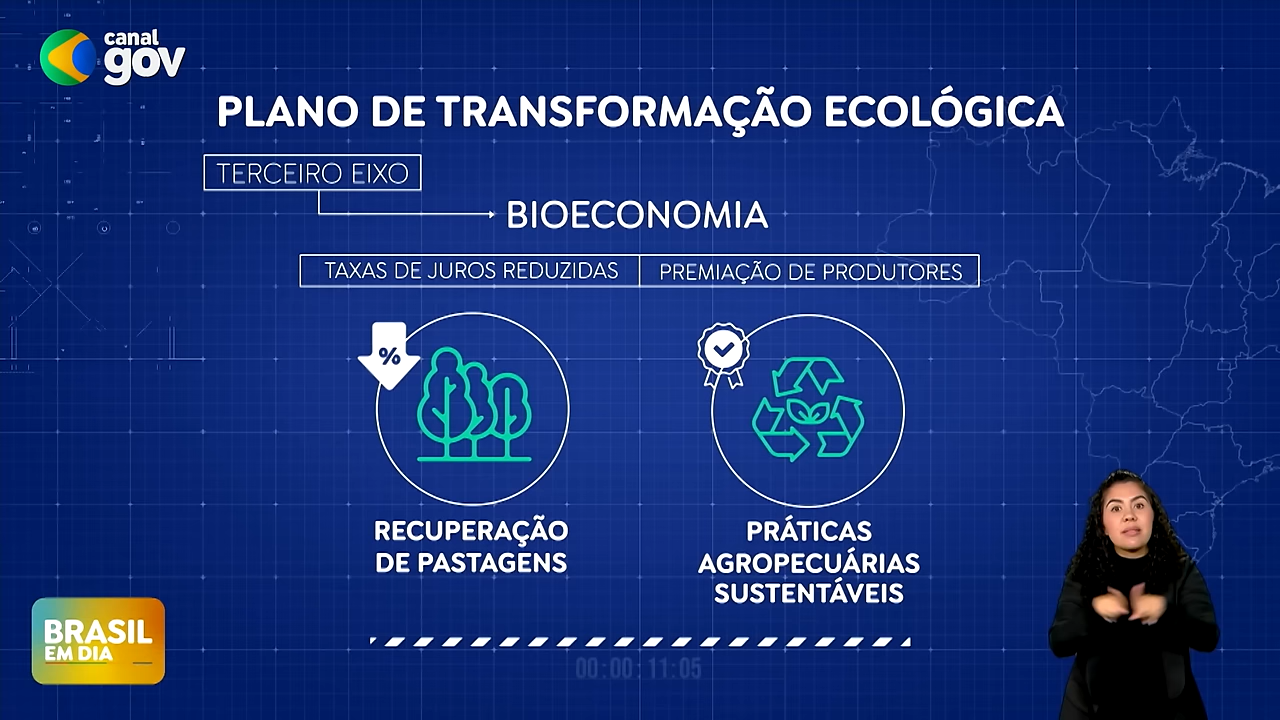 canal
gov
PLANO DE TRANSFORMAÇÃO ECOLÓGICA
TERCEIRO EIXO
BIOECONOMIA
TAXAS DE JUROS REDUZIDAS
PREMIAÇÃO DE PRODUTORES
%
RECUPERAÇÃO
DE PASTAGENS
PRÁTICAS
AGROPECUÁRIAS
SUSTENTÁVEIS
BRASIL
EM DIA
00:00:11:05